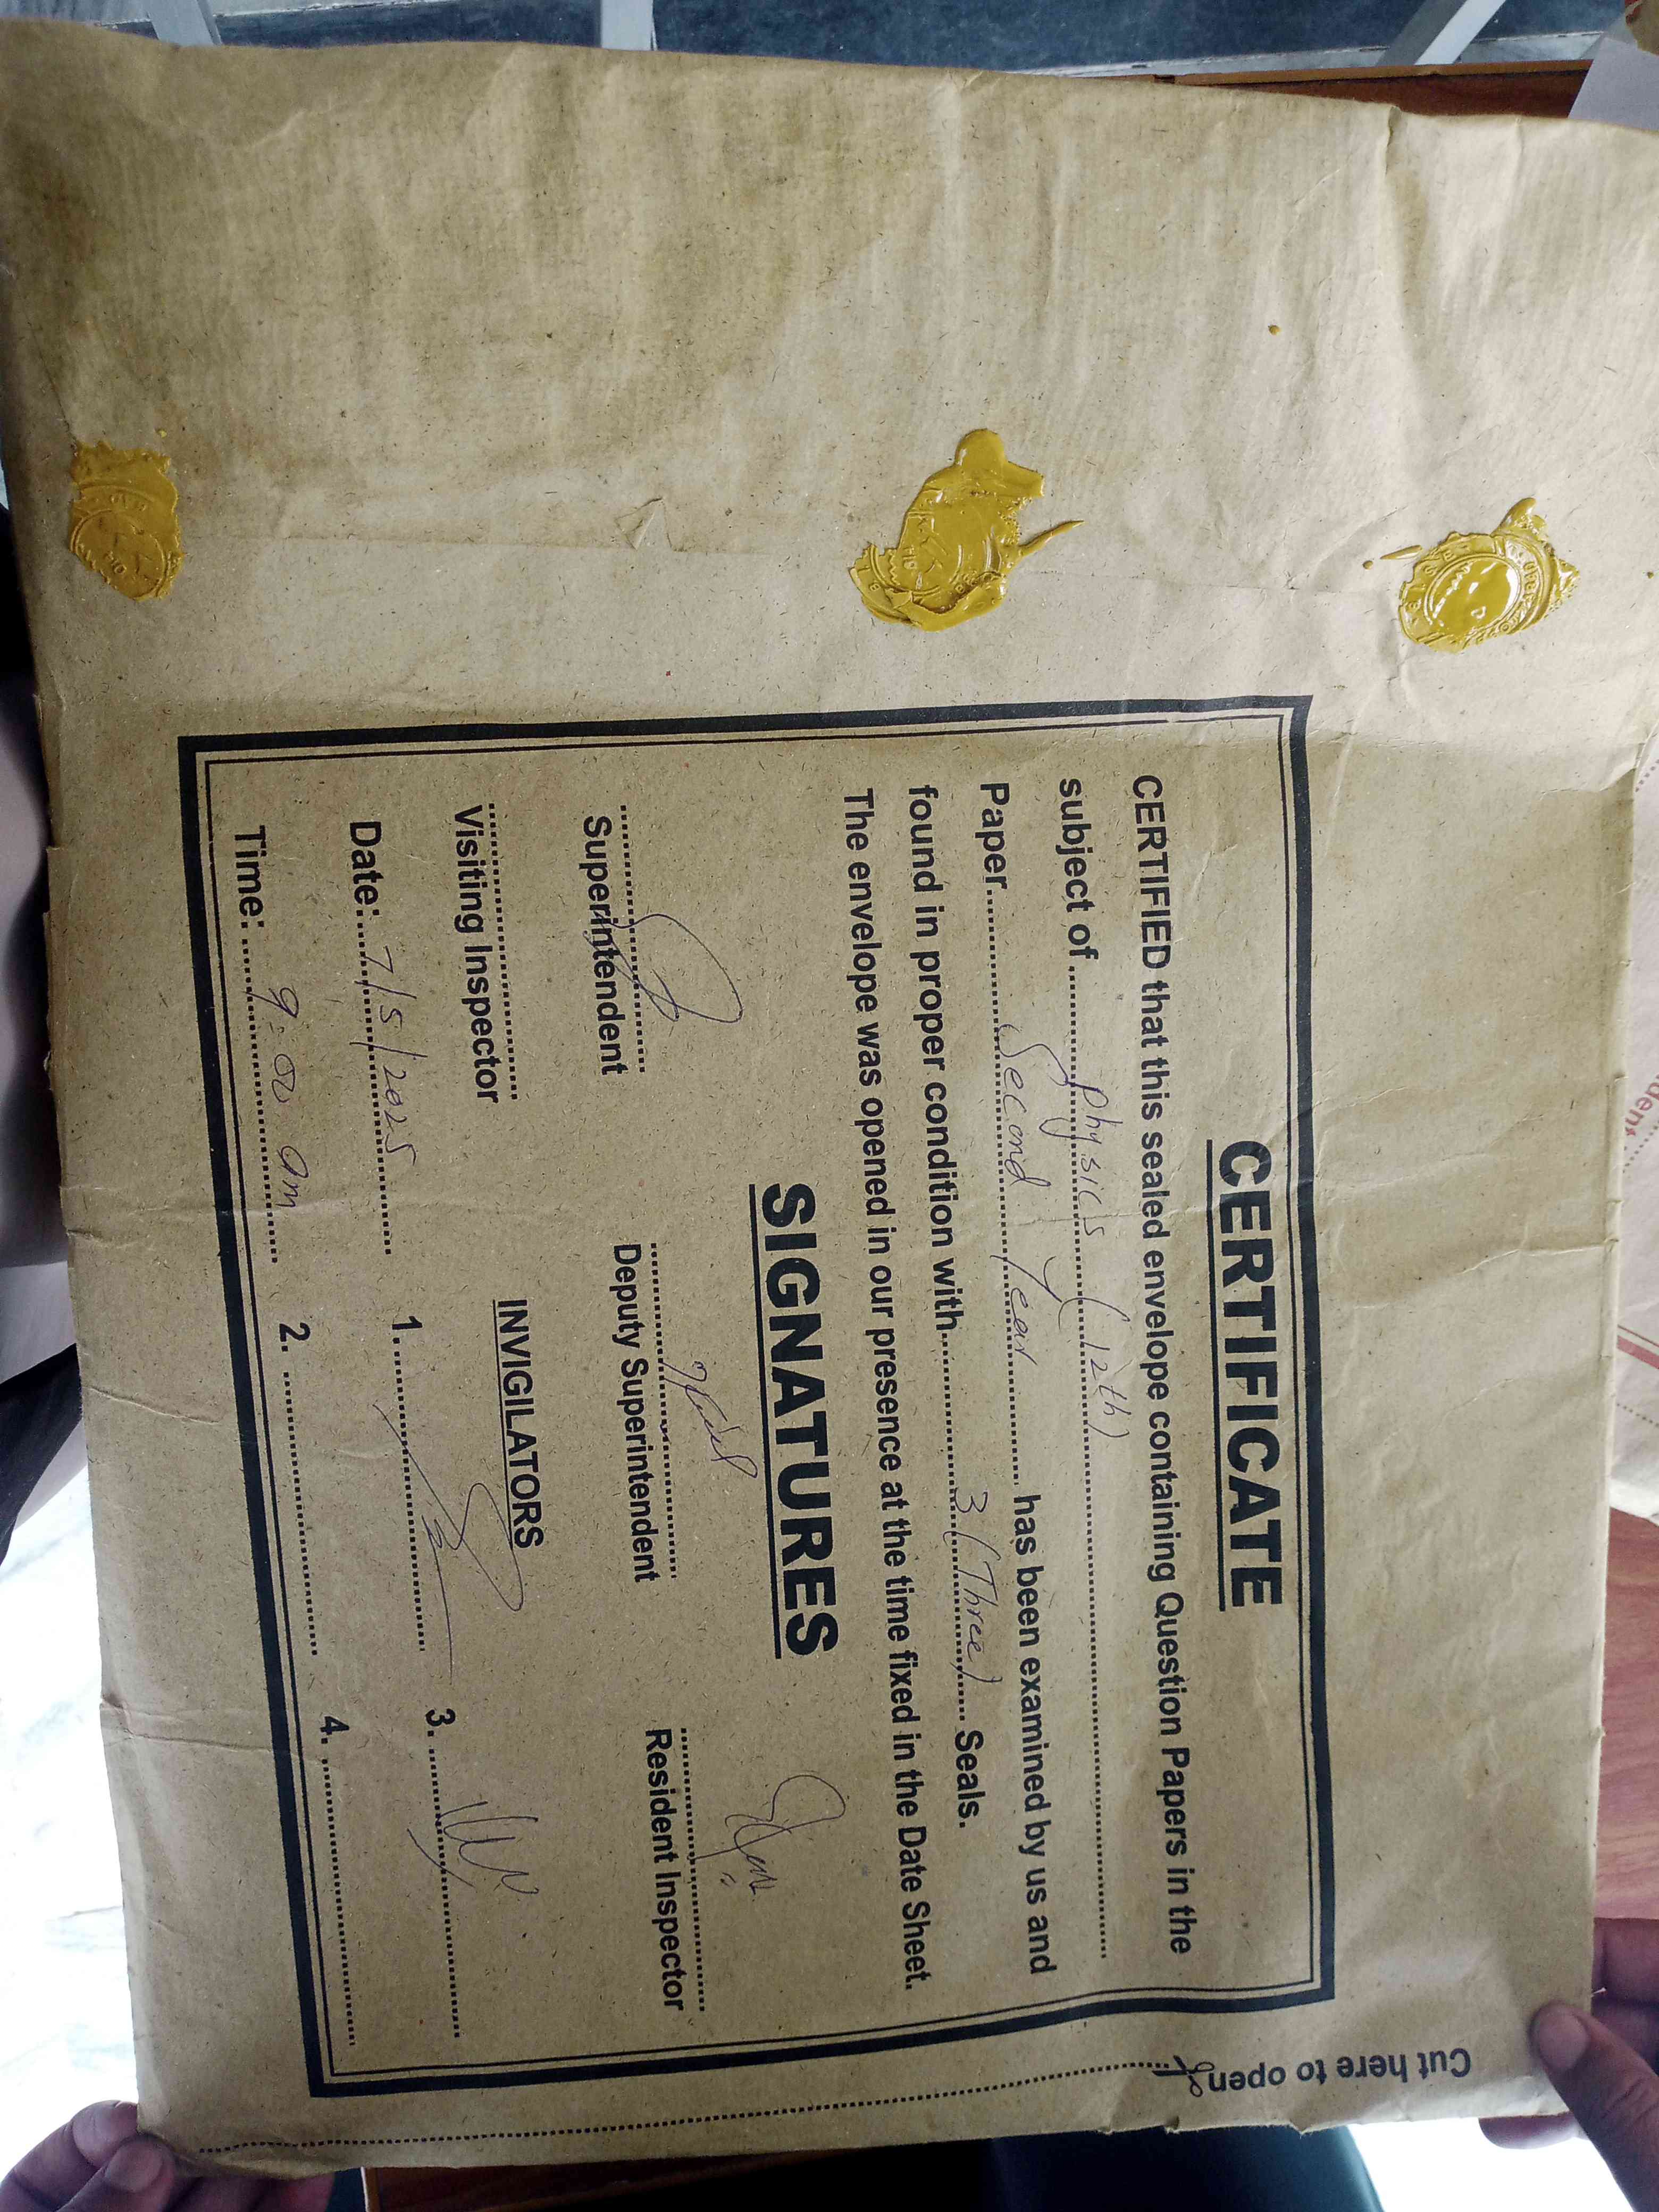 CERTIFICATE
CERTIFIED that this sealed envelope containing Question Papers in the
subject of ........ Physics (12th) ........
Paper ........ Second Year ........ has been examined by us and
found in proper condition with ........ 3 (Three) ........ Seals.
The envelope was opened in our presence at the time fixed in the Date Sheet.
SIGNATURES
Superintendent Deputy Superintendent Resident Inspector
Visiting Inspector
INVIGILATORS
Date: 7/5/2025 1. 3.
Time: 9:00 am 2. 4.
Cut here to open